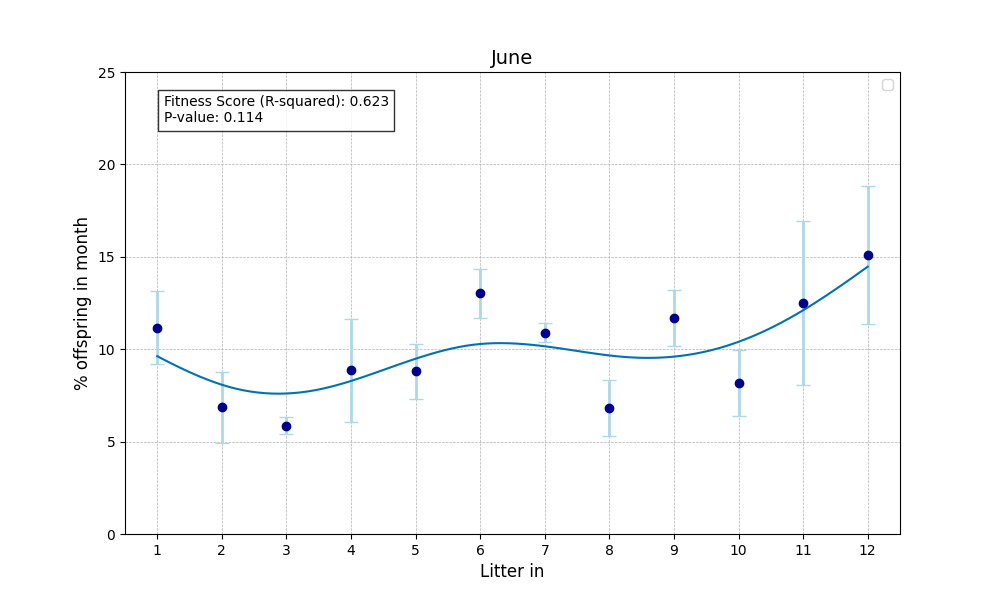 June
Fitness Score (R-squared): 0.623
P-value: 0.114
% offspring in month
25
20
15
10
5
0
1 2 3 4 5 6 7 8 9 10 11 12
Litter in